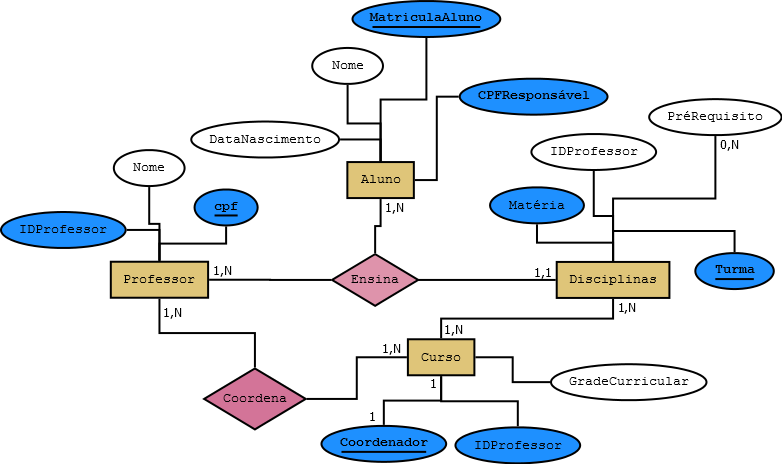 MatriculaAluno
Nome
CPFResponsável
PréRequisito
DataNascimento
IDProfessor
0,N
Nome
Aluno
cpf
Matéria
1,N
IDProfessor
Turma
Professor
1,N
Ensina
1,1
Disciplinas
1,N
1,N
1,N
1,N
Curso
1
GradeCurricular
Coordena
1
Coordenador
IDProfessor